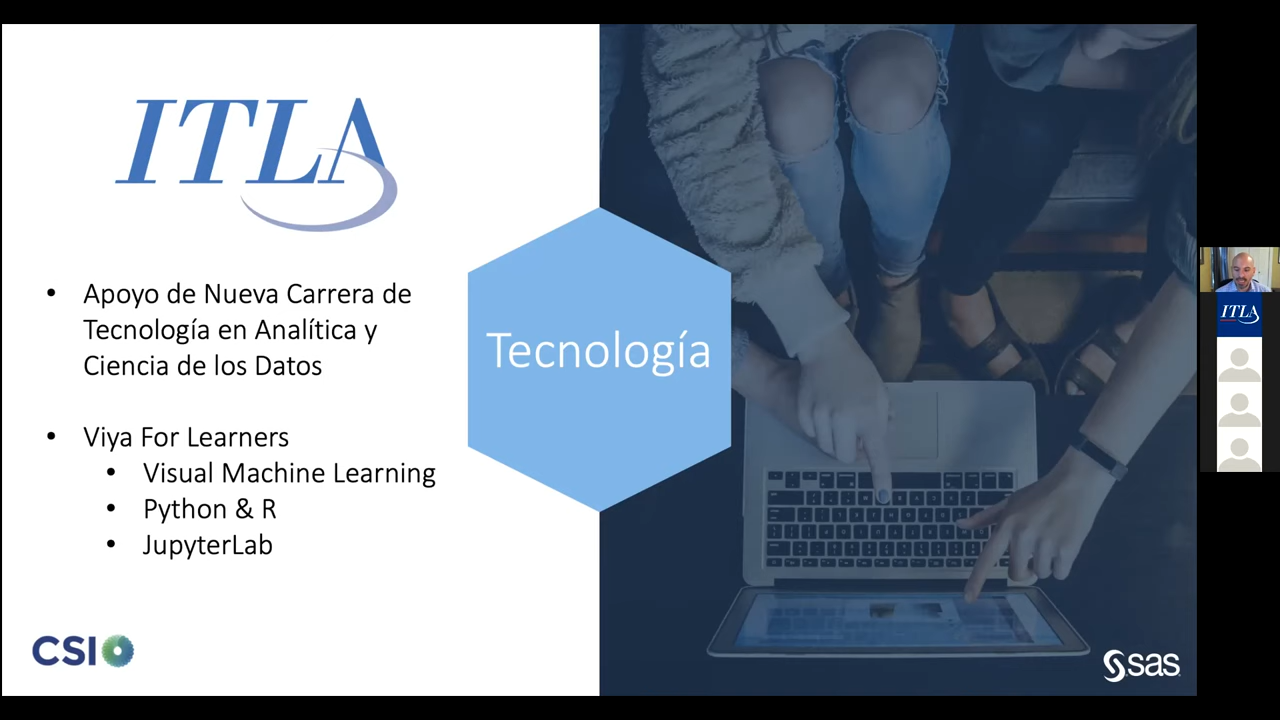 ITLA
• Apoyo de Nueva Carrera de
Tecnología en Analítica y
Ciencia de los Datos
• Viya For Learners
• Visual Machine Learning
• Python & R
• JupyterLab
Tecnología
CSI
sas
ITLA